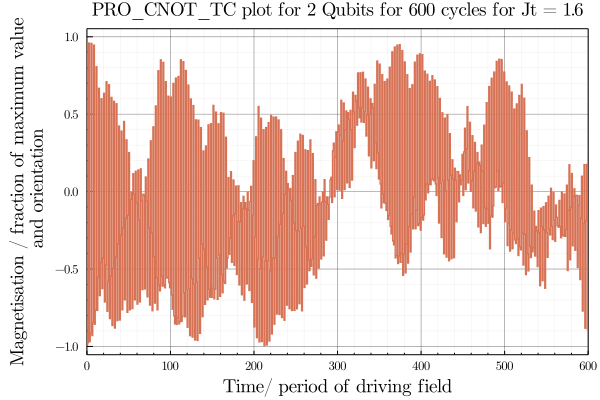 PRO_CNOT_TC plot for 2 Qubits for 600 cycles for Jt = 1.6
Magnetisation / fraction of maximum value
and orientation
1.0
0.5
0.0
−0.5
−1.0
0 100 200 300 400 500 600
Time/ period of driving field